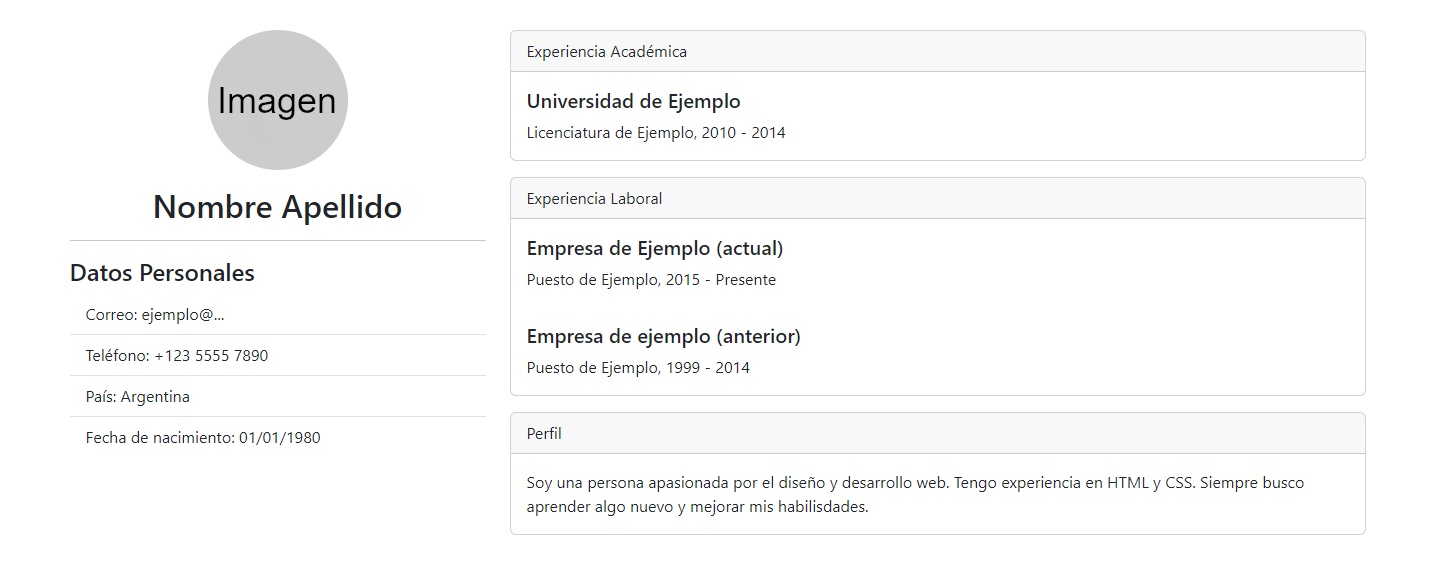 Imagen
Nombre Apellido
Datos Personales
Correo: ejemplo@...
Teléfono: +123 5555 7890
País: Argentina
Fecha de nacimiento: 01/01/1980
Experiencia Académica
Universidad de Ejemplo
Licenciatura de Ejemplo, 2010 - 2014
Experiencia Laboral
Empresa de Ejemplo (actual)
Puesto de Ejemplo, 2015 - Presente
Empresa de ejemplo (anterior)
Puesto de Ejemplo, 1999 - 2014
Perfil
Soy una persona apasionada por el diseño y desarrollo web. Tengo experiencia en HTML y CSS. Siempre busco
aprender algo nuevo y mejorar mis habilisdades.